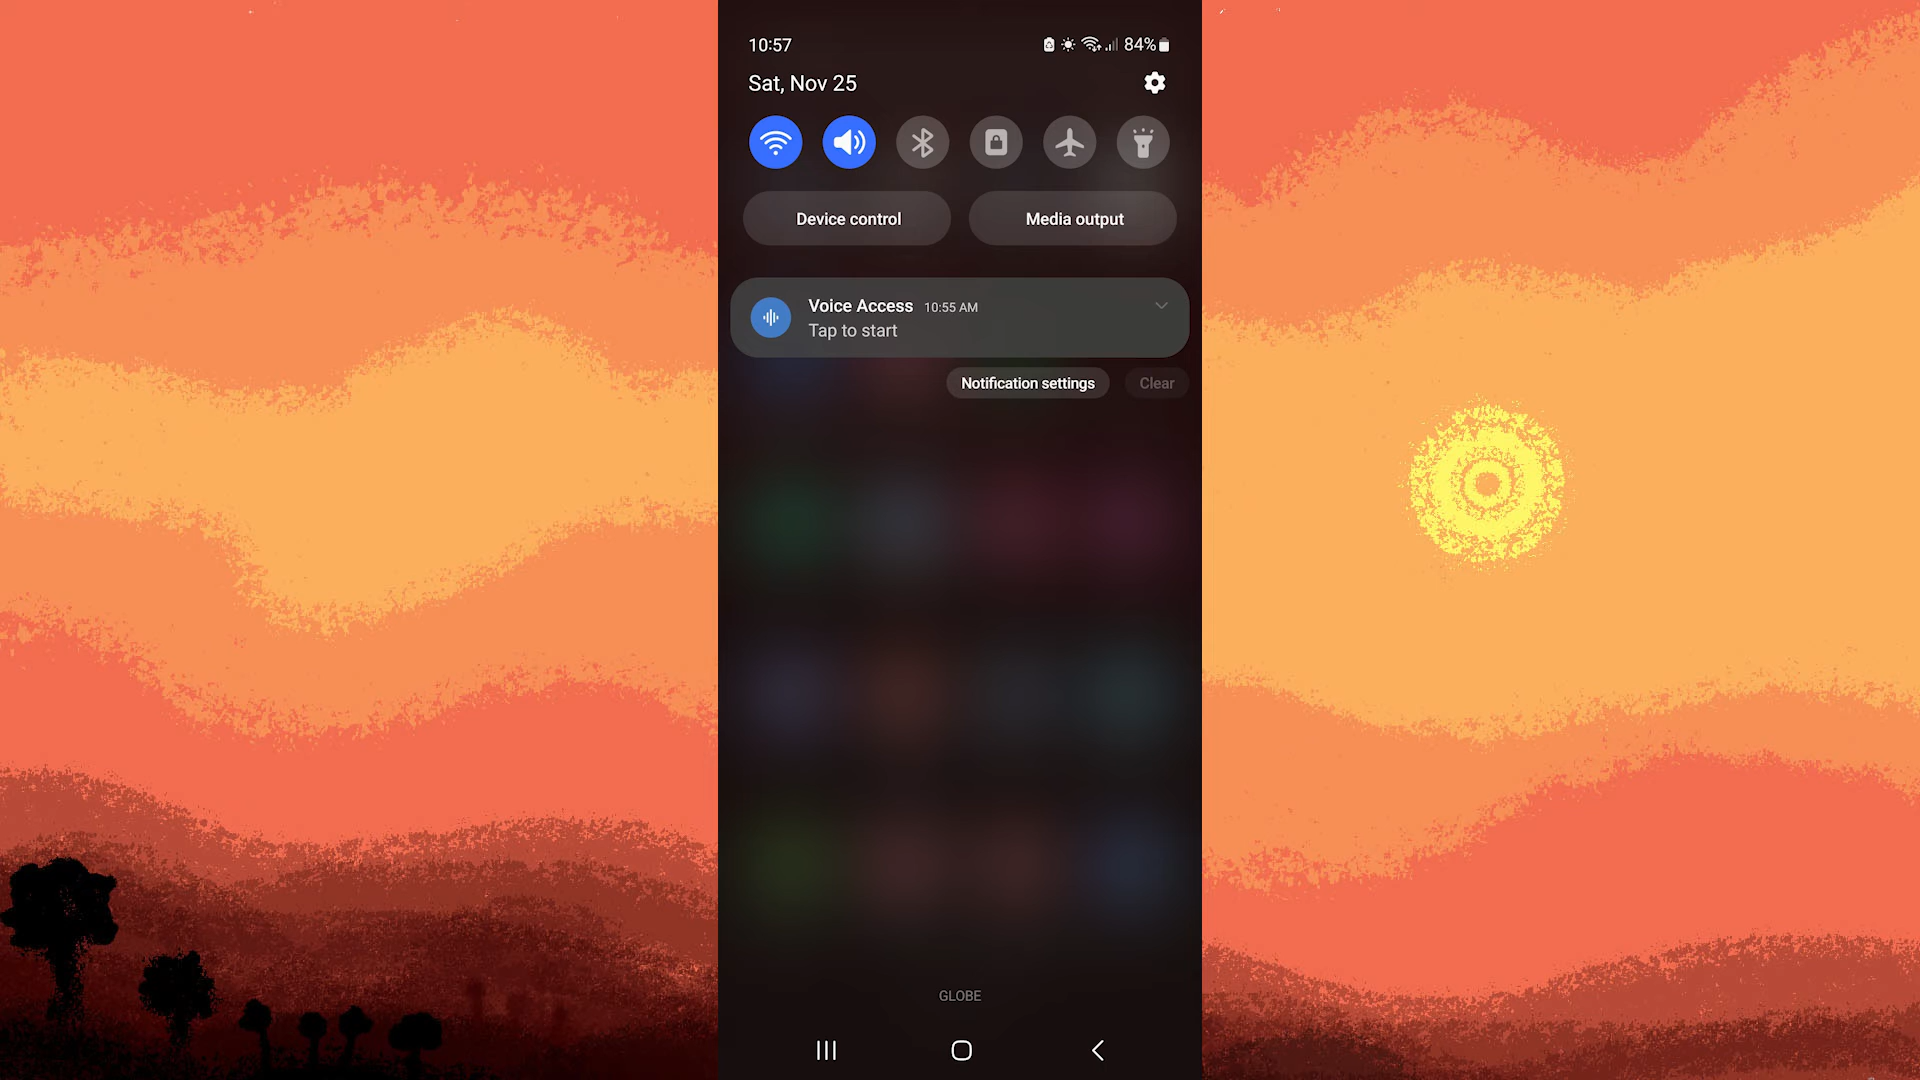 10:57
84%
Sat, Nov 25
Device control
Media output
Voice Access 10:55 AM
Tap to start
Notification settings
Clear
GLOBE